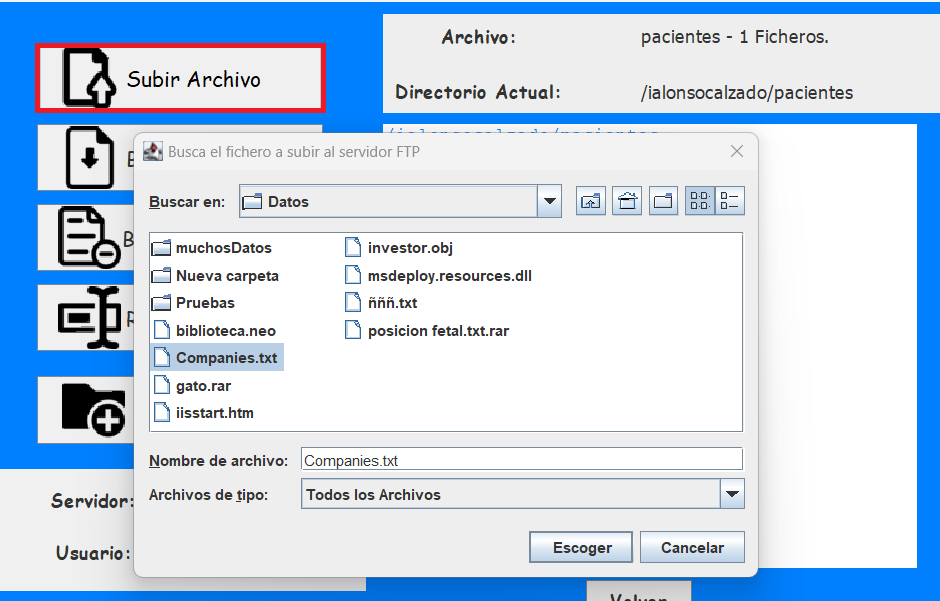 Subir Archivo
Archivo: pacientes - 1 Ficheros.
Directorio Actual: /ialonsocalzado/pacientes
/ialonsocalzado/pacientes
Busca el fichero a subir al servidor FTP
Buscar en: Datos
muchosDatos
Nueva carpeta
Pruebas
biblioteca.neo
Companies.txt
gato.rar
iisstart.htm
investor.obj
msdeploy.resources.dll
ñññ.txt
posicion fetal.txt.rar
Nombre de archivo: Companies.txt
Archivos de tipo: Todos los Archivos
Escoger Cancelar
Servidor:
Usuario:
Volver